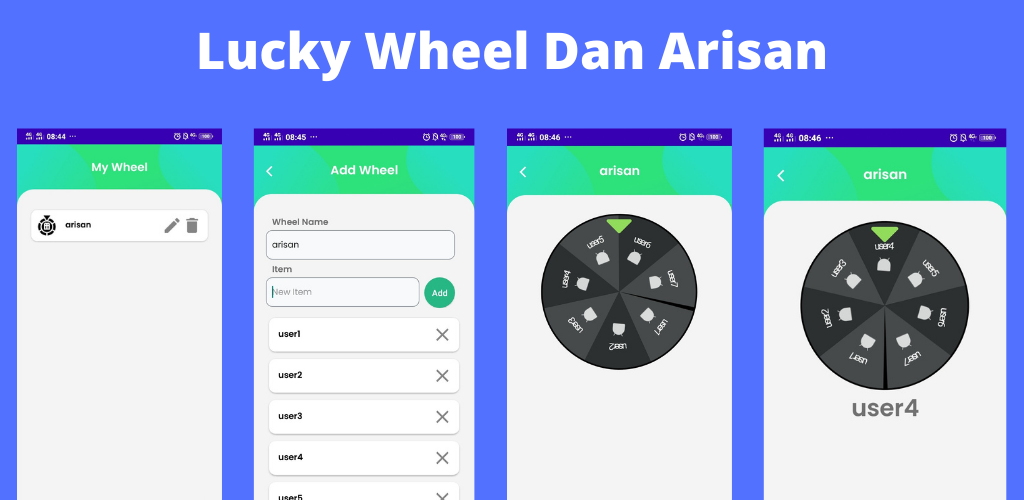 Lucky Wheel Dan Arisan
08:44
100
My Wheel
arisan
08:45
100
Add Wheel
Wheel Name
arisan
Item
New Item
Add
user1
user2
user3
user4
user5
08:46
100
arisan
user5
user6
user4
user7
user3
user2
user1
08:46
100
arisan
user4
user3
user5
user2
user6
user1
user7
user4